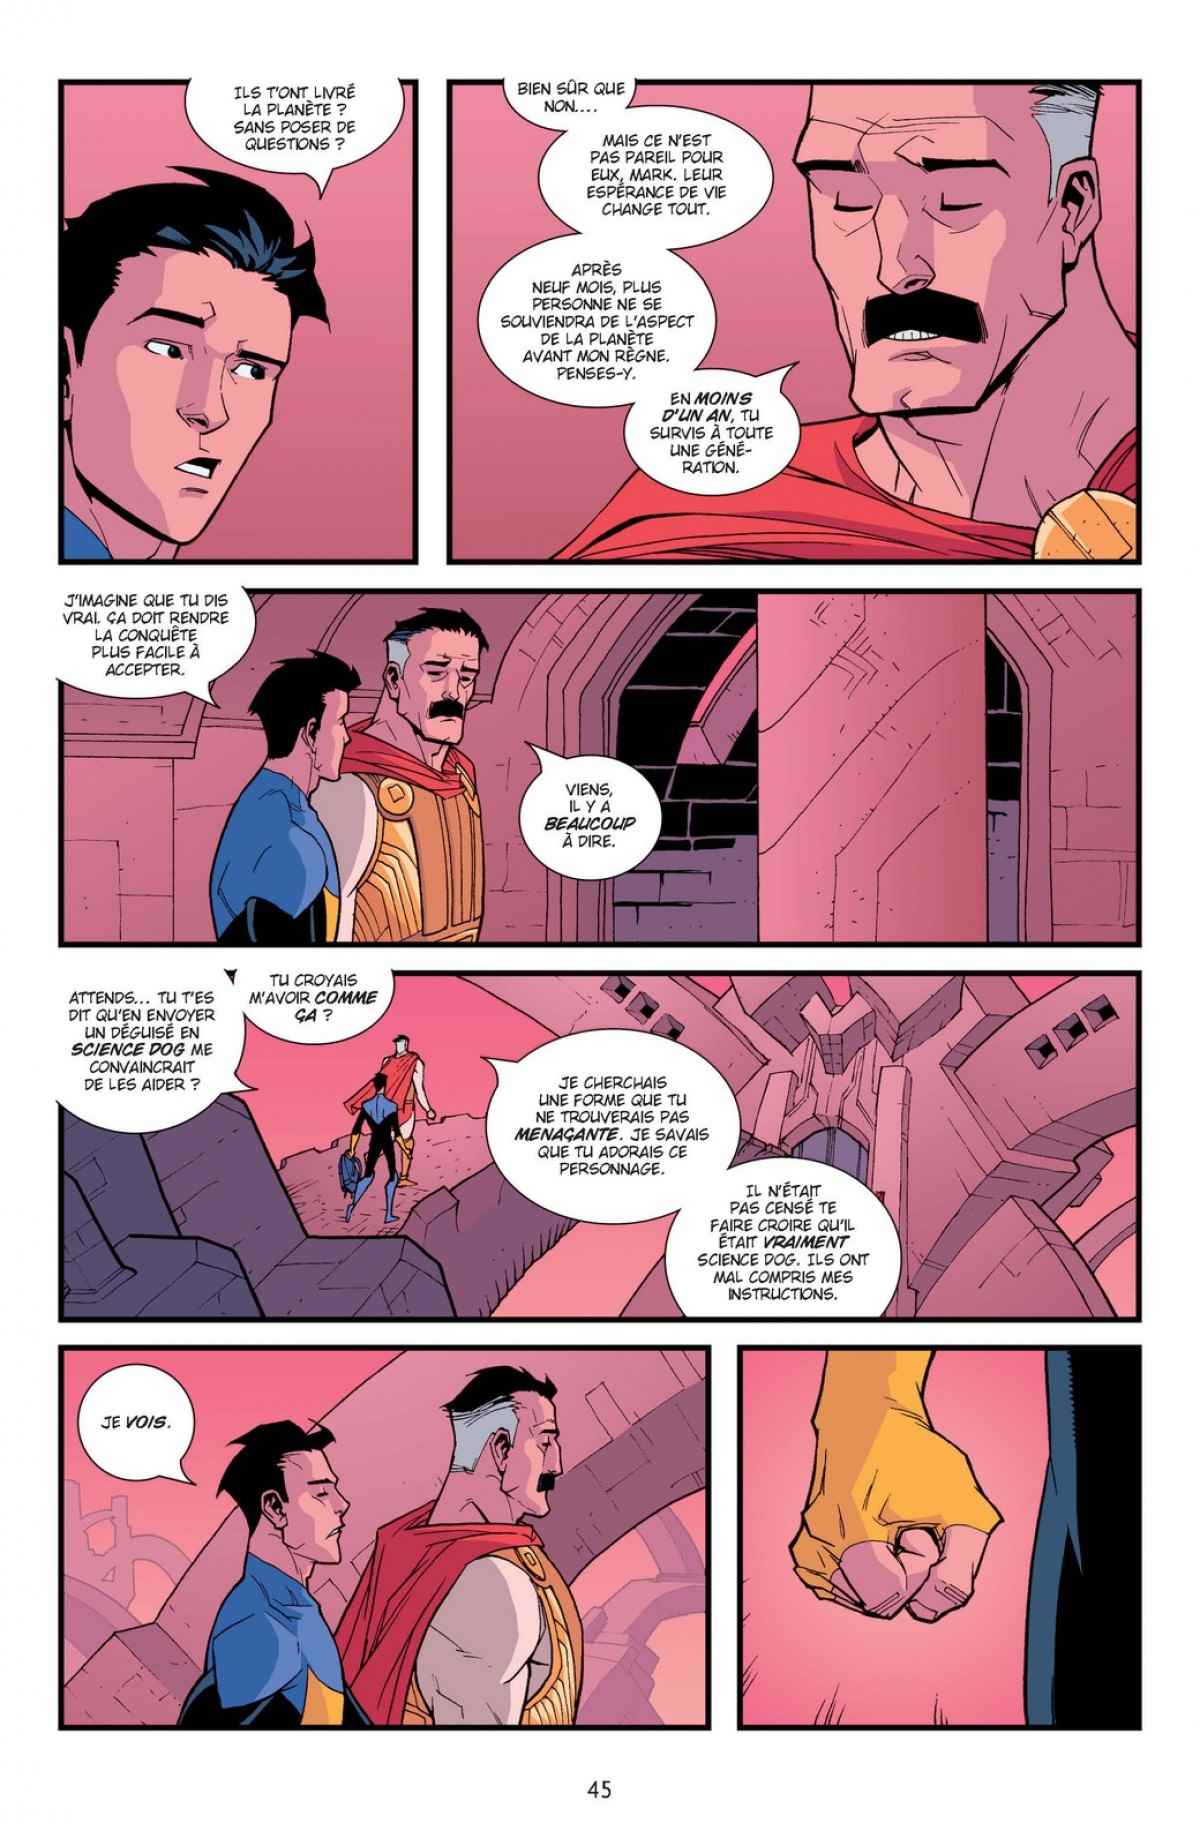 ILS T'ONT LIVRÉ
LA PLANÈTE ?
SANS POSER DE
QUESTIONS ?
BIEN SÛR QUE
NON....
MAIS CE N'EST
PAS PAREIL POUR
EUX, MARK. LEUR
ESPÉRANCE DE VIE
CHANGE TOUT.
APRÈS
NEUF MOIS, PLUS
PERSONNE NE SE
SOUVIENDRA DE L'ASPECT
DE LA PLANÈTE
AVANT MON RÈGNE.
PENSES-Y.
EN MOINS
D'UN AN, TU
SURVIS À TOUTE
UNE GÉNÉ-
RATION.
J'IMAGINE QUE TU DIS
VRAI. ÇA DOIT RENDRE
LA CONQUÊTE
PLUS FACILE À
ACCEPTER.
VIENS,
IL Y A
BEAUCOUP
À DIRE.
ATTENDS... TU T'ES
DIT QU'EN ENVOYER
UN DÉGUISÉ EN
SCIENCE DOG ME
CONVAINCRAIT
DE LES AIDER ?
TU CROYAIS
M'AVOIR COMME
ÇA ?
JE CHERCHAIS
UNE FORME QUE TU
NE TROUVERAIS PAS
MENAÇANTE. JE SAVAIS
QUE TU ADORAIS CE
PERSONNAGE.
IL N'ÉTAIT
PAS CENSÉ TE
FAIRE CROIRE QU'IL
ÉTAIT VRAIMENT
SCIENCE DOG. ILS ONT
MAL COMPRIS MES
INSTRUCTIONS.
JE VOIS.
45